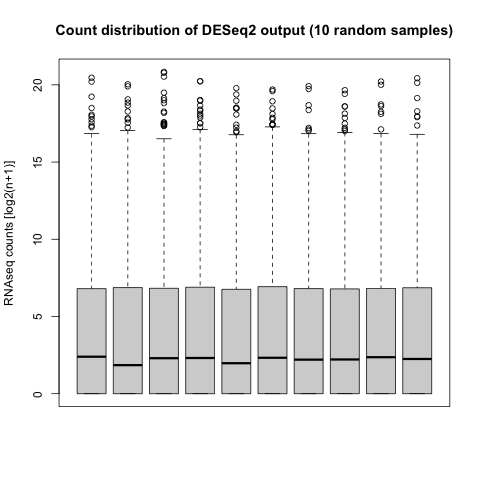 Count distribution of DESeq2 output (10 random samples)
RNAseq counts [log2(n+1)]
20
15
10
5
0